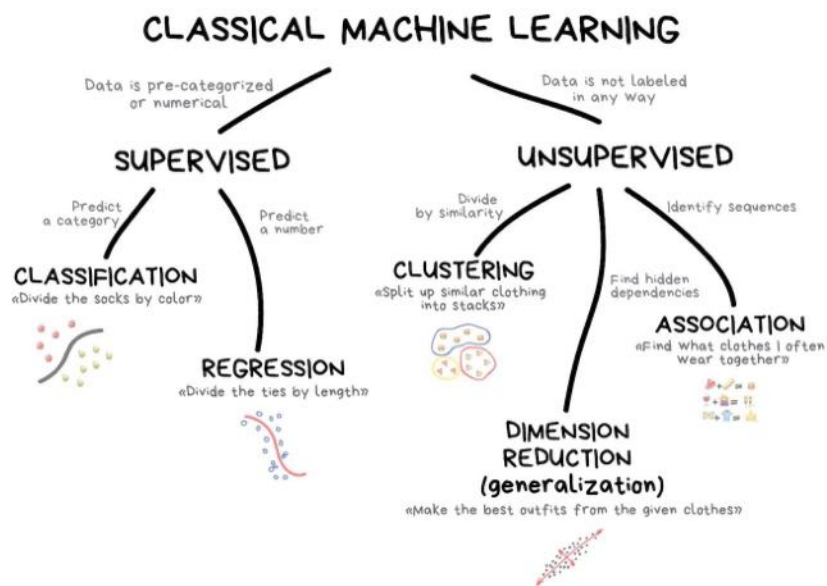 CLASSICAL MACHINE LEARNING
Data is pre-categorized
or numerical
Data is not labeled
in any way
SUPERVISED
UNSUPERVISED
Predict
a category
Predict
a number
Divide
by similarity
Identify sequences
Find hidden
dependencies
CLASSIFICATION
«Divide the socks by color»
REGRESSION
«Divide the ties by length»
CLUSTERING
«Split up similar clothing
into stacks»
ASSOCIATION
«Find what clothes I often
wear together»
DIMENSION
REDUCTION
(generalization)
«Make the best outfits from the given clothes»